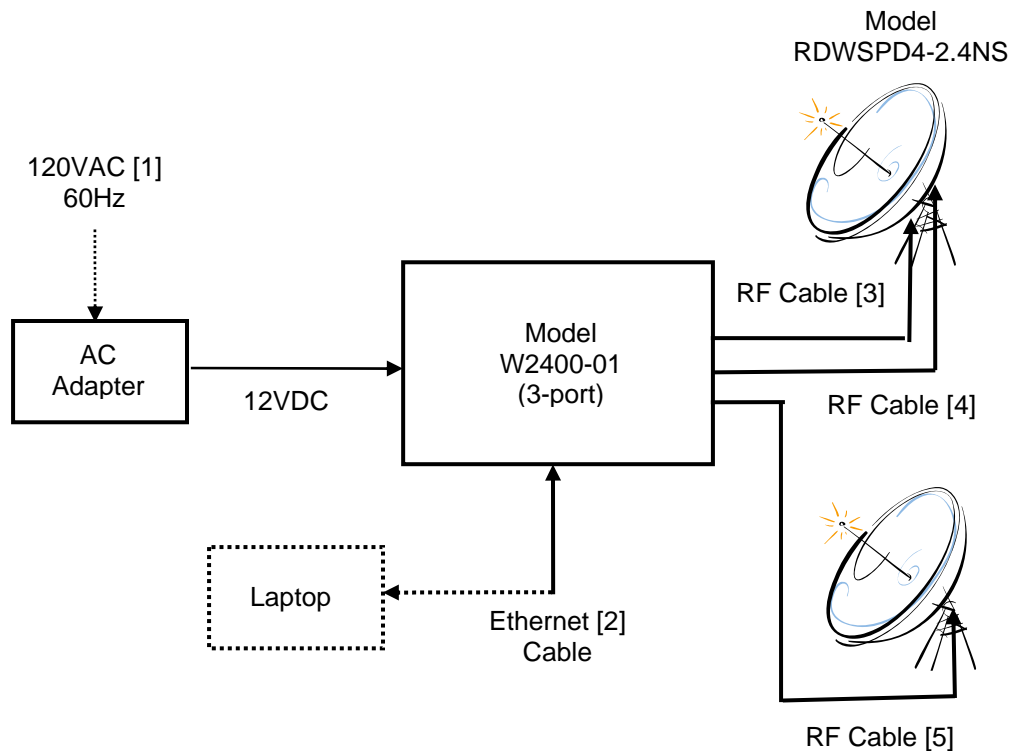 Model
RDWSPD4-2.4NS
120VAC [1]
60Hz
RF Cable [3]
AC
Adapter
12VDC
Model
W2400-01
(3-port)
RF Cable [4]
Laptop
Ethernet [2]
Cable
RF Cable [5]